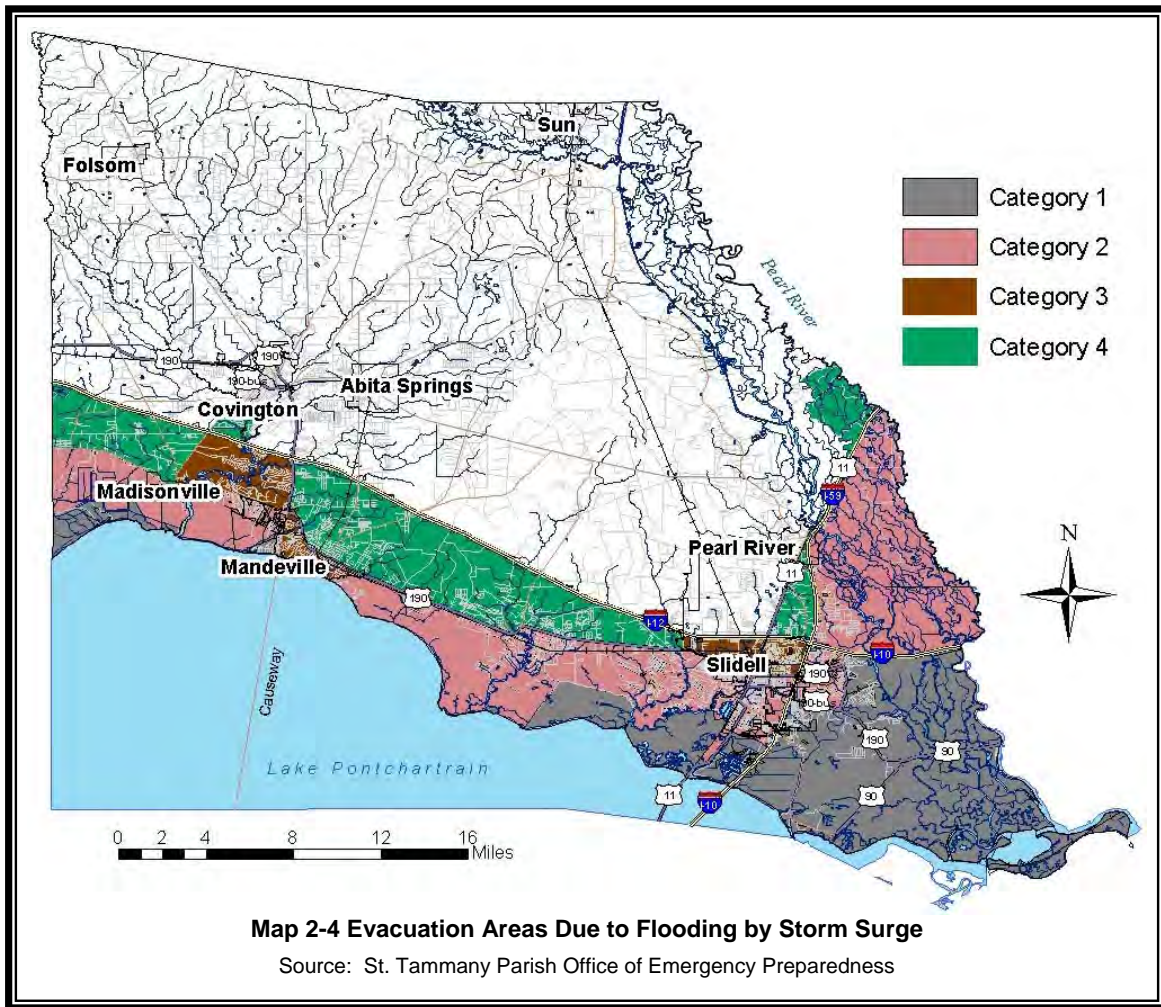 Sun
Folsom
Category 1
Category 2
Category 3
Category 4
Pearl River
190
190
190-bus
Abita Springs
Covington
11
I-59
Madisonville
Pearl River
N
11
Mandeville
190
I-12
I-10
Slidell
190
190-bus
Causeway
190
90
Lake Pontchartrain
11
I-10
90
0 2 4 8 12 16
Miles
Map 2-4 Evacuation Areas Due to Flooding by Storm Surge
Source: St. Tammany Parish Office of Emergency Preparedness